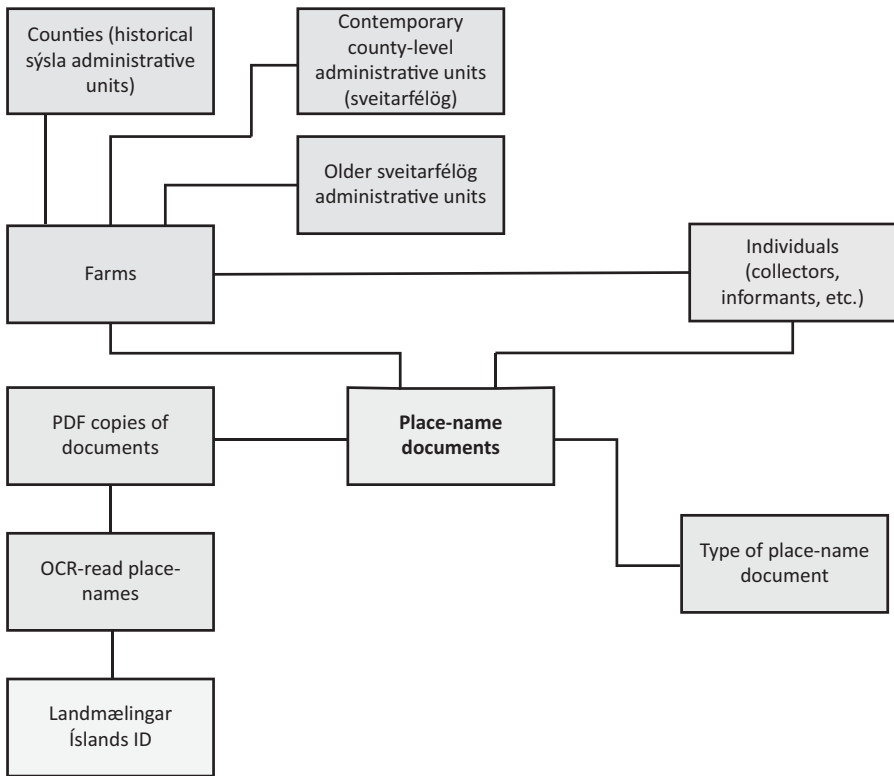 Counties (historical
sýsla administrative
units)
Contemporary
county-level
administrative units
(sveitarfélög)
Older sveitarfélög
administrative units
Farms
Individuals
(collectors,
informants, etc.)
PDF copies of
documents
Place-name
documents
OCR-read place-
names
Type of place-name
document
Landmælingar
Íslands ID